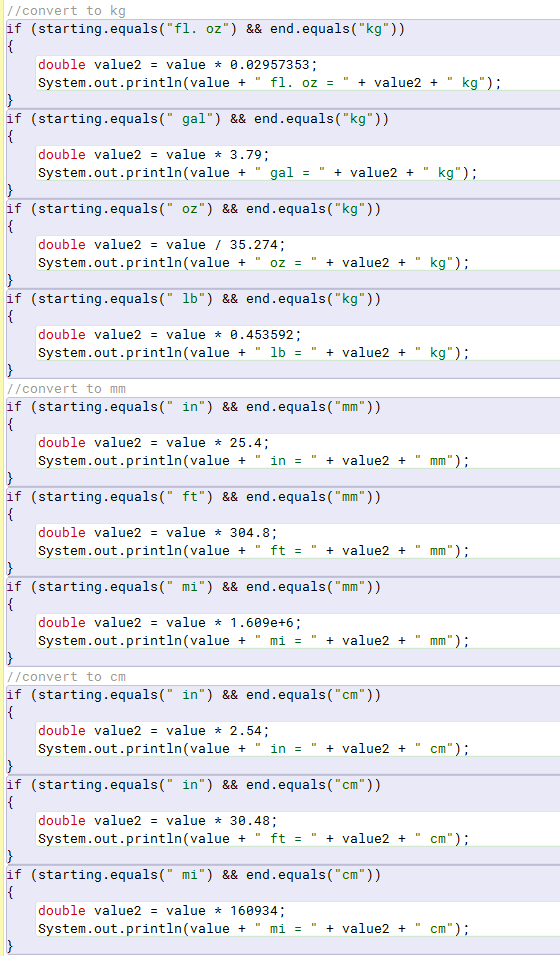 //convert to kg
if (starting.equals("fl. oz") && end.equals("kg"))
{
    double value2 = value * 0.02957353;
    System.out.println(value + " fl. oz = " + value2 + " kg");
}
if (starting.equals(" gal") && end.equals("kg"))
{
    double value2 = value * 3.79;
    System.out.println(value + " gal = " + value2 + " kg");
}
if (starting.equals(" oz") && end.equals("kg"))
{
    double value2 = value / 35.274;
    System.out.println(value + " oz = " + value2 + " kg");
}
if (starting.equals(" lb") && end.equals("kg"))
{
    double value2 = value * 0.453592;
    System.out.println(value + " lb = " + value2 + " kg");
}
//convert to mm
if (starting.equals(" in") && end.equals("mm"))
{
    double value2 = value * 25.4;
    System.out.println(value + " in = " + value2 + " mm");
}
if (starting.equals(" ft") && end.equals("mm"))
{
    double value2 = value * 304.8;
    System.out.println(value + " ft = " + value2 + " mm");
}
if (starting.equals(" mi") && end.equals("mm"))
{
    double value2 = value * 1.609e+6;
    System.out.println(value + " mi = " + value2 + " mm");
}
//convert to cm
if (starting.equals(" in") && end.equals("cm"))
{
    double value2 = value * 2.54;
    System.out.println(value + " in = " + value2 + " cm");
}
if (starting.equals(" in") && end.equals("cm"))
{
    double value2 = value * 30.48;
    System.out.println(value + " ft = " + value2 + " cm");
}
if (starting.equals(" mi") && end.equals("cm"))
{
    double value2 = value * 160934;
    System.out.println(value + " mi = " + value2 + " cm");
}